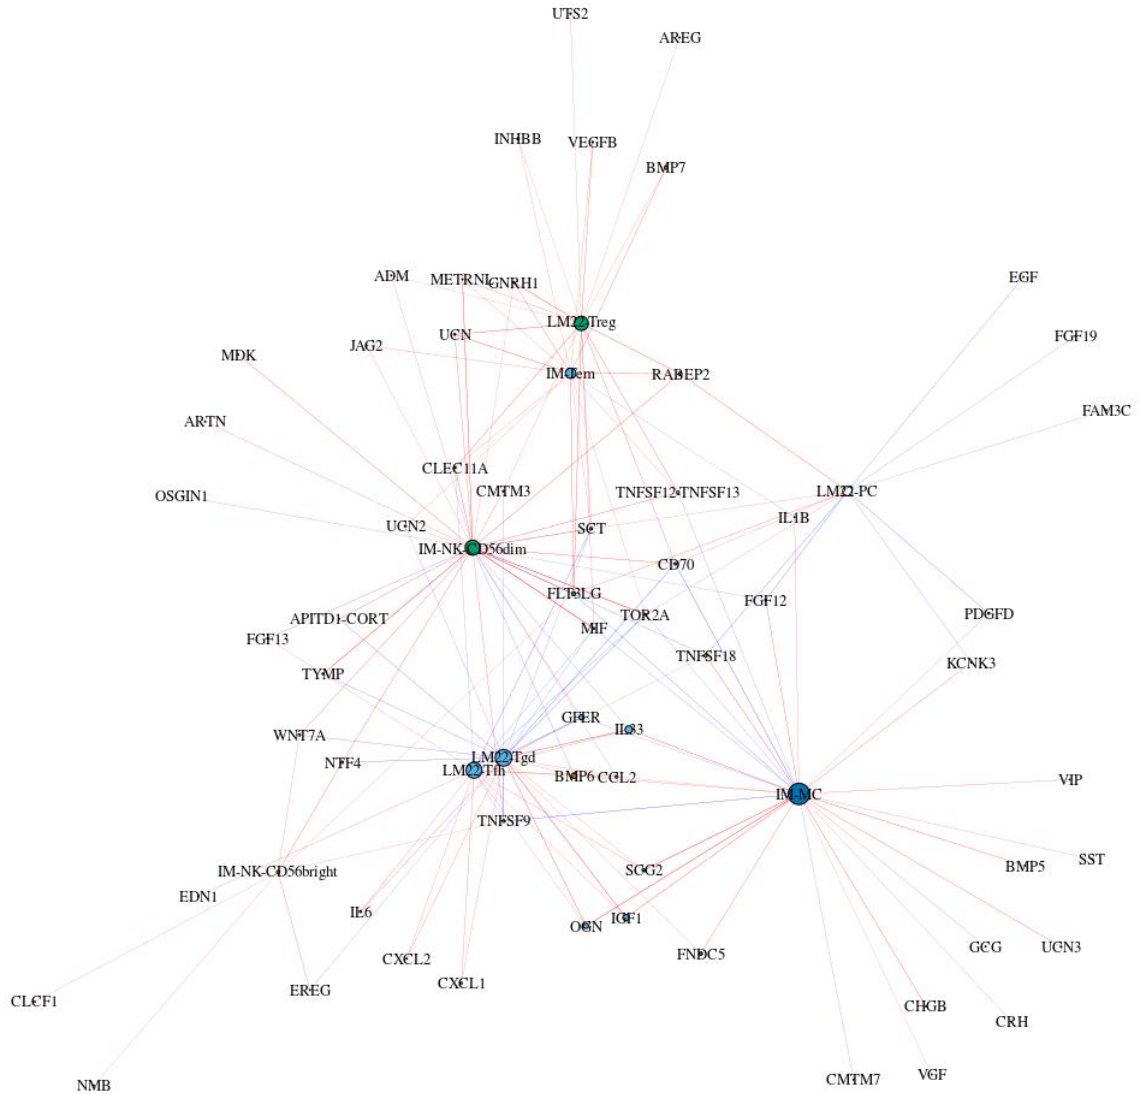 UTS2
AREG
INHBB
VEGFB
BMP7
ADM
METRNL
GNRH1
EGF
LM22-Treg
UCN
FGF19
JAG2
MDK
IM-Tem
RABEP2
FAM3C
ARTN
CLEC11A
CMTM3
TNFSF12-TNFSF13
LM22-PC
OSGIN1
IL1B
UCN2
SCT
IM-NK-CD56dim
CD70
FLT3LG
FGF12
TOR2A
PDGFD
APITD1-CORT
MIF
FGF13
TNFSF18
KCNK3
TYMP
GFER
IL33
WNT7A
LM22-Tgd
NTF4
LM22-Tfh
BMP6
CCL2
VIP
IM-MC
TNFSF9
SST
BMP5
SCG2
IM-NK-CD56bright
EDN1
IL6
IGF1
OGN
GCG
UCN3
FNDC5
CXCL2
CXCL1
EREG
CLCF1
CHGB
CRH
VGF
CMTM7
NMB